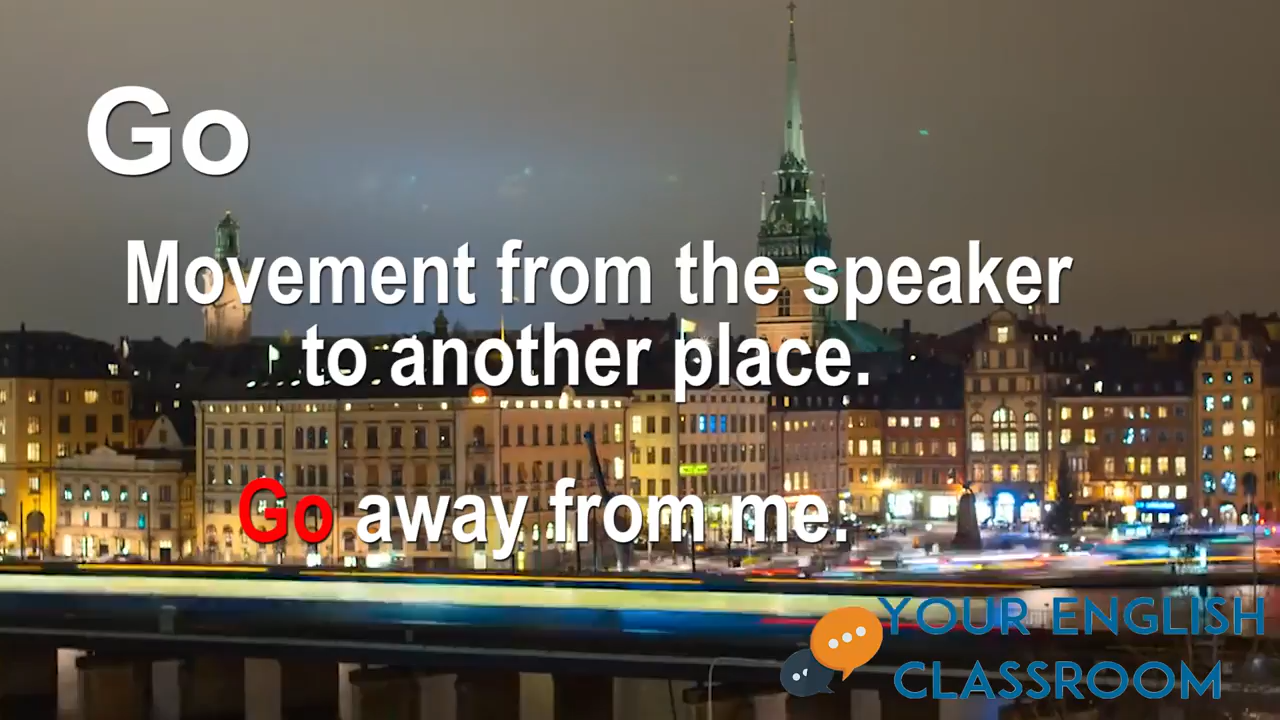 Go
Movement from the speaker
to another place.
Go away from me.
YOUR ENGLISH
CLASSROOM